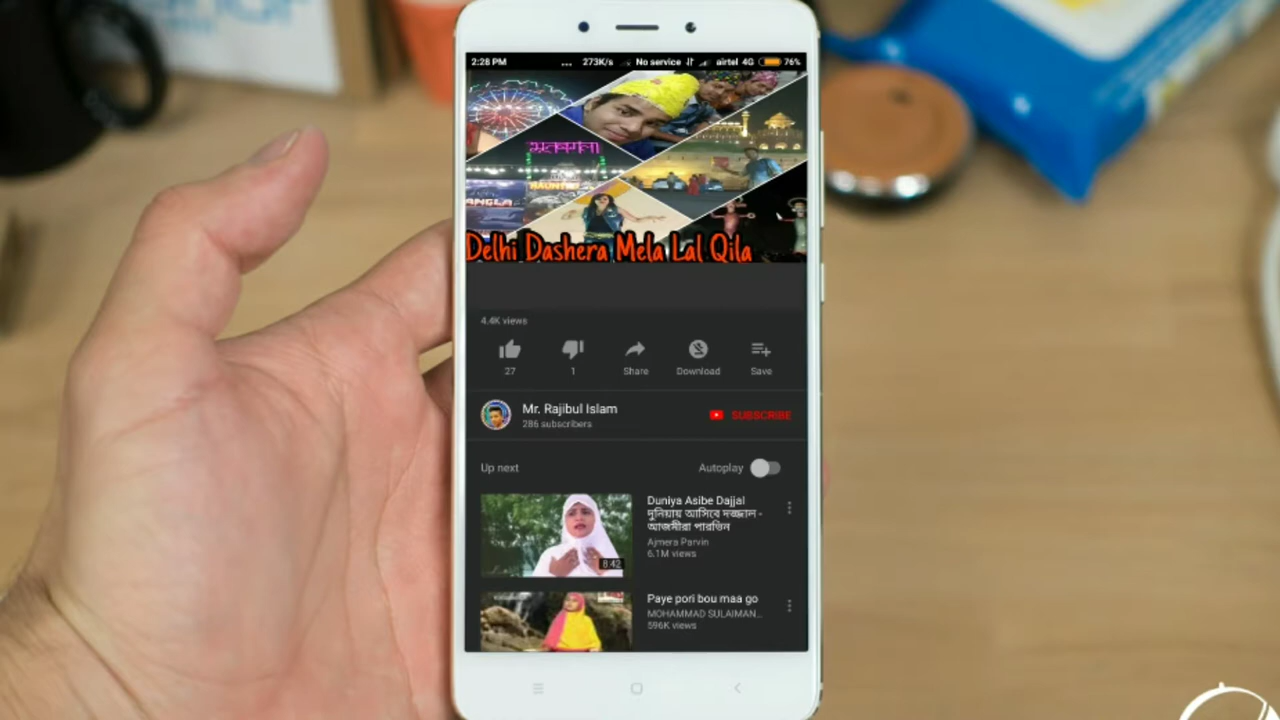 2:28 PM ... 273K/s No service airtel 4G 76%
Delhi Dashera Mela Lal Qila
4.4K views
27 1 Share Download Save
Mr. Rajibul Islam
286 subscribers
SUBSCRIBE
Up next Autoplay
Duniya Asibe Dajjal
দুনিয়ায় আসিবে দজ্জাল -
আজমীরা পারভিন
Ajmera Parvin
6.1M views
8:42
Paye pori bou maa go
MOHAMMAD SULAIMAN...
596K views